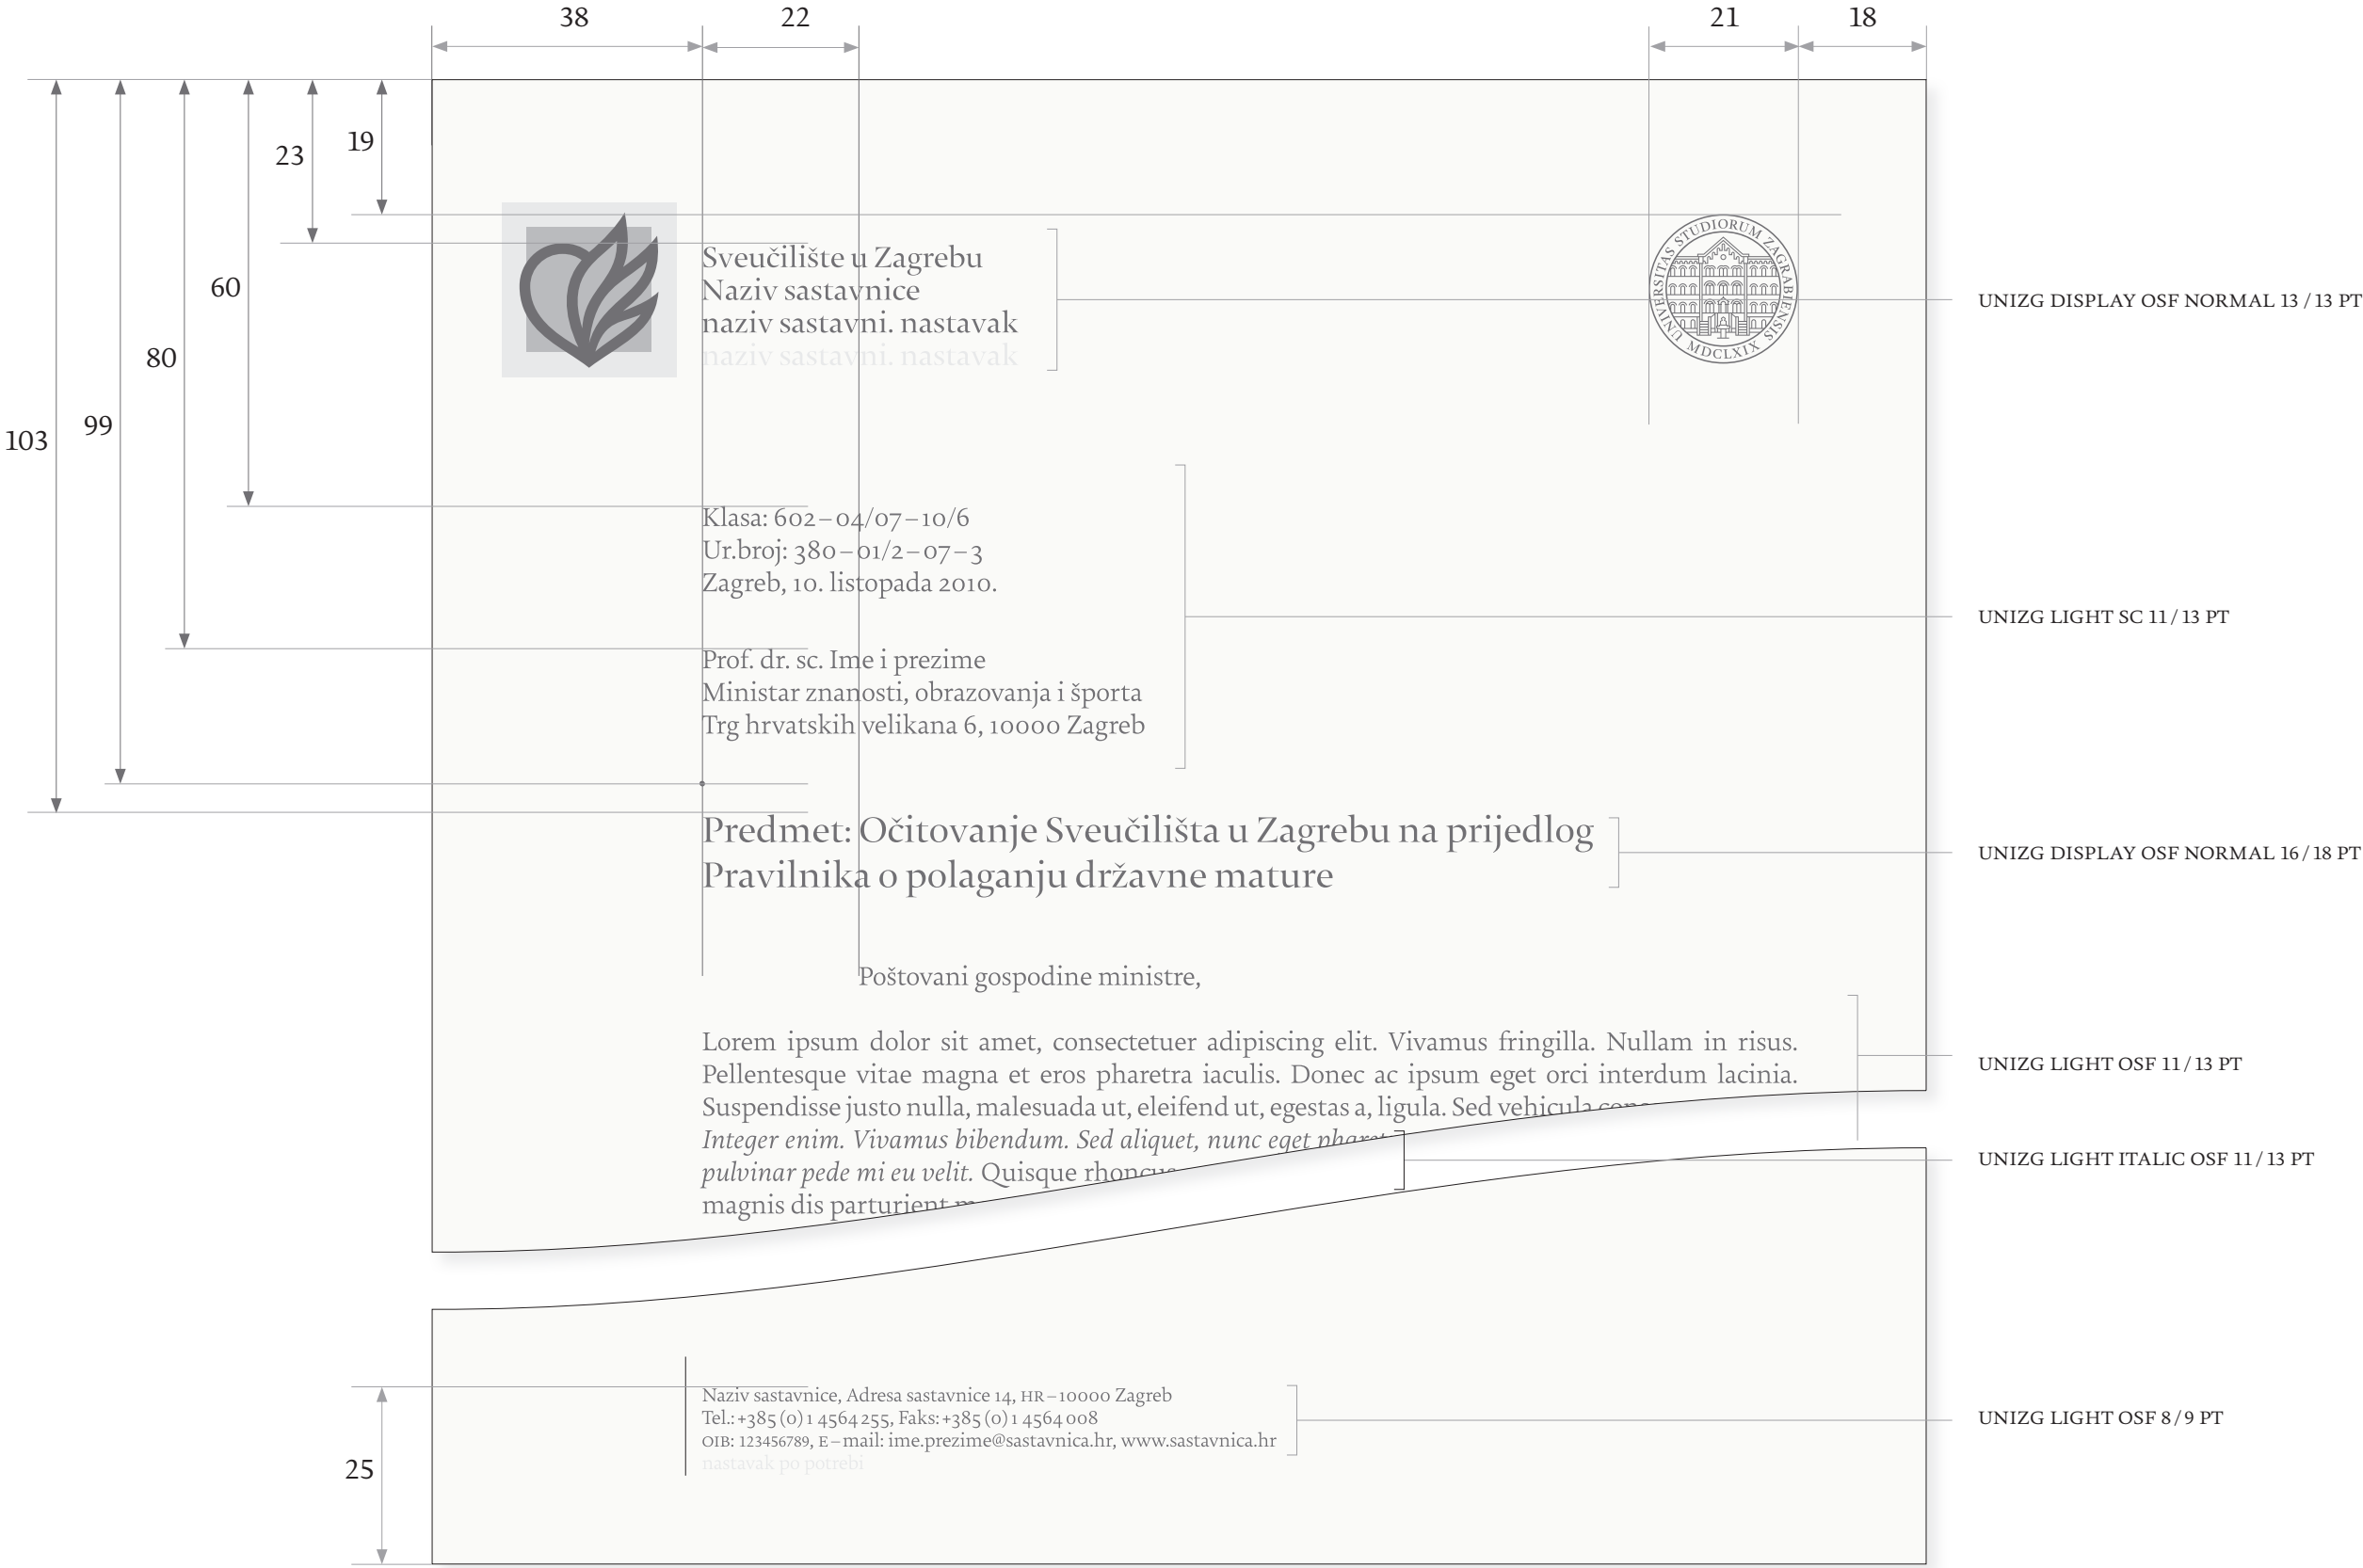 38
22
21
18
19
23
60
80
99
103
UNIVERSITAS STUDIORUM ZAGRABIENSIS
MDCLXIX
Sveučilište u Zagrebu
Naziv sastavnice
naziv sastavni. nastavak
naziv sastavni. nastavak
UNIZG DISPLAY OSF NORMAL 13 / 13 PT
Klasa: 602–04/07–10/6
Ur.broj: 380–01/2–07–3
Zagreb, 10. listopada 2010.
UNIZG LIGHT SC 11 / 13 PT
Prof. dr. sc. Ime i prezime
Ministar znanosti, obrazovanja i športa
Trg hrvatskih velikana 6, 10000 Zagreb
Predmet: Očitovanje Sveučilišta u Zagrebu na prijedlog
Pravilnika o polaganju državne mature
UNIZG DISPLAY OSF NORMAL 16 / 18 PT
Poštovani gospodine ministre,
Lorem ipsum dolor sit amet, consectetuer adipiscing elit. Vivamus fringilla. Nullam in risus.
Pellentesque vitae magna et eros pharetra iaculis. Donec ac ipsum eget orci interdum lacinia.
Suspendisse justo nulla, malesuada ut, eleifend ut, egestas a, ligula. Sed vehicula
Integer enim. Vivamus bibendum. Sed aliquet, nunc eget
pulvinar pede mi eu velit. Quisque rhoncus
magnis dis parturient
UNIZG LIGHT OSF 11 / 13 PT
UNIZG LIGHT ITALIC OSF 11 / 13 PT
Naziv sastavnice, Adresa sastavnice 14, HR–10000 Zagreb
Tel.: +385 (0) 1 4564 255, Faks: +385 (0) 1 4564 008
OIB: 123456789, E–mail: ime.prezime@sastavnica.hr, www.sastavnica.hr
nastavak po potrebi
UNIZG LIGHT OSF 8 / 9 PT
25